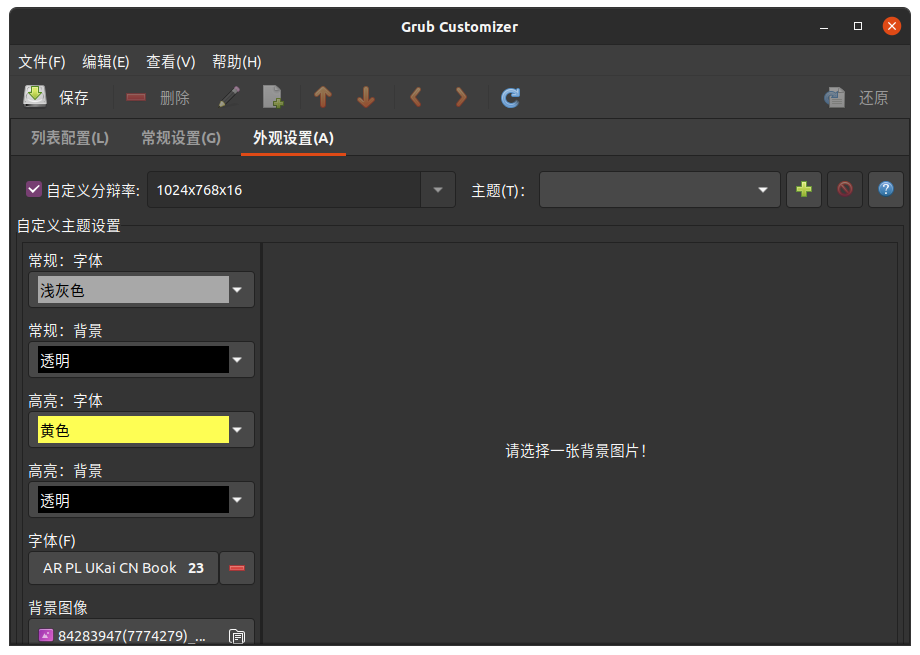 Grub Customizer
文件(F) 编辑(E) 查看(V) 帮助(H)
保存 删除 还原
列表配置(L) 常规设置(G) 外观设置(A)
自定义分辩率: 1024x768x16 主题(T):
自定义主题设置
常规：字体
浅灰色
常规：背景
透明
高亮：字体
黄色
高亮：背景
透明
请选择一张背景图片！
字体(F)
AR PL UKai CN Book 23
背景图像
84283947(7774279)_...